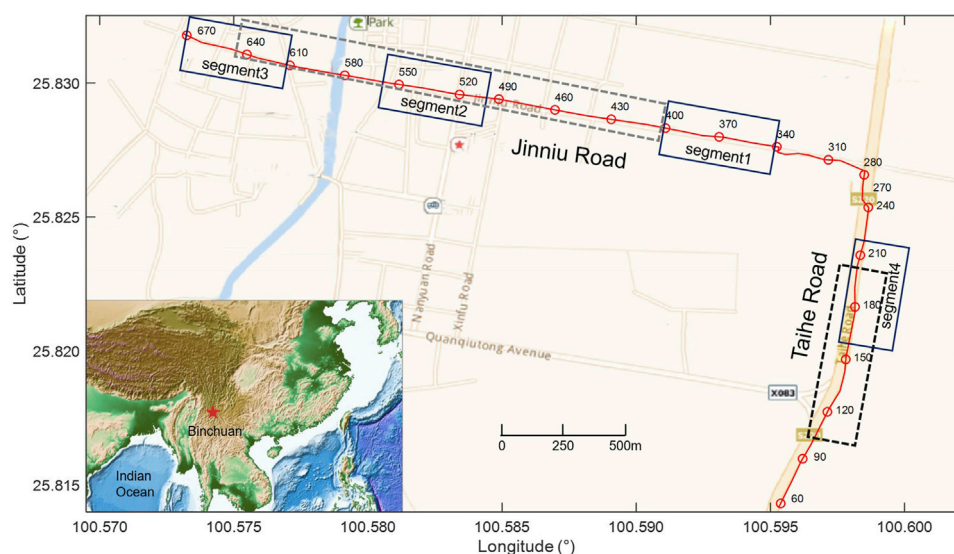 Park
670
640
610
580
550
520
490
460
430
400
370
340
310
280
270
240
210
180
150
120
90
60
segment3
segment2
segment1
segment4
Jinniu Road
Taihe Road
Nanyuan Road
Xinfu Road
Quanqiutong Avenue
X083
0 250 500m
Binchuan
Indian
Ocean
25.830
25.825
25.820
25.815
Latitude (°)
100.570 100.575 100.580 100.585 100.590 100.595 100.600
Longitude (°)